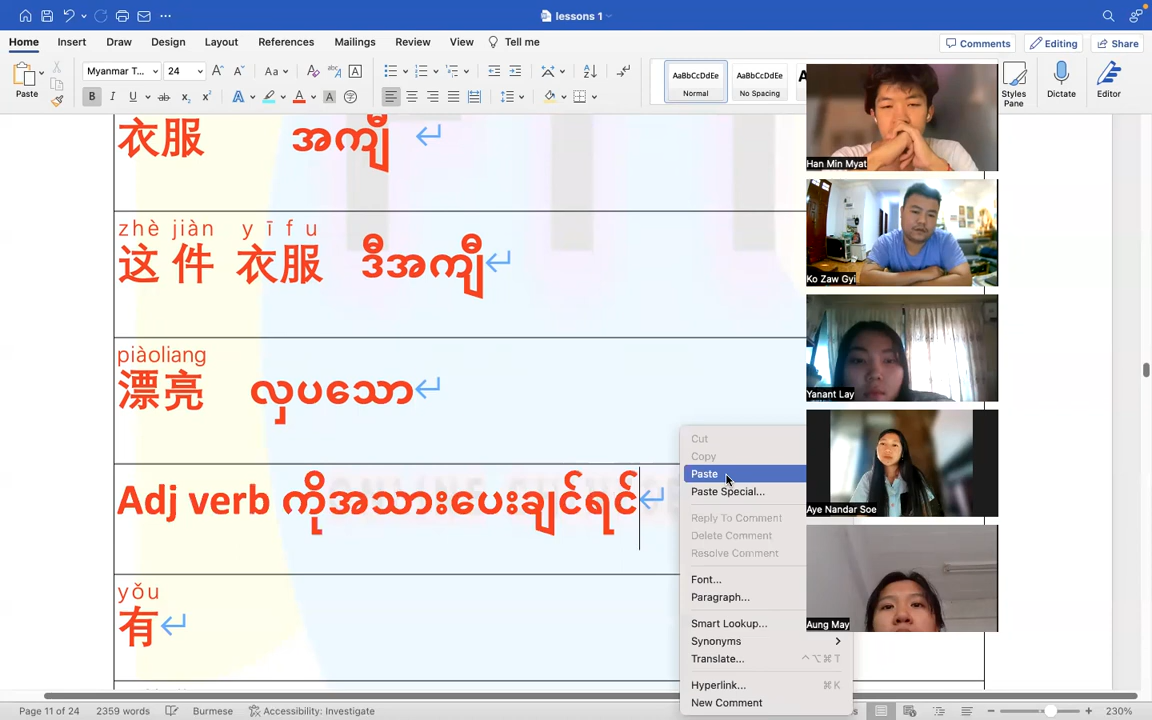 lessons 1
Home Insert Draw Design Layout References Mailings Review View Tell me
Comments Editing Share
Paste
Myanmar T... 24
AaBbCcDdEe
Normal
AaBbCcDdEe
No Spacing
Styles Pane
Dictate
Editor
衣服 အကျီ
zhè jiàn yīfu
这 件 衣服 ဒီအကျီ
piàoliang
漂亮 လှပသော
Adj verb ကိုအသားပေးချင်ရင်
yǒu
有
Han Min Myat
Ko Zaw Gyi
Yanant Lay
Aye Nandar Soe
Aung May
Cut
Copy
Paste
Paste Special...
Reply To Comment
Delete Comment
Resolve Comment
Font...
Paragraph...
Smart Lookup...
Synonyms
Translate... ^⌥⌘T
Hyperlink... ⌘K
New Comment
Page 11 of 24 2359 words Burmese Accessibility: Investigate 230%